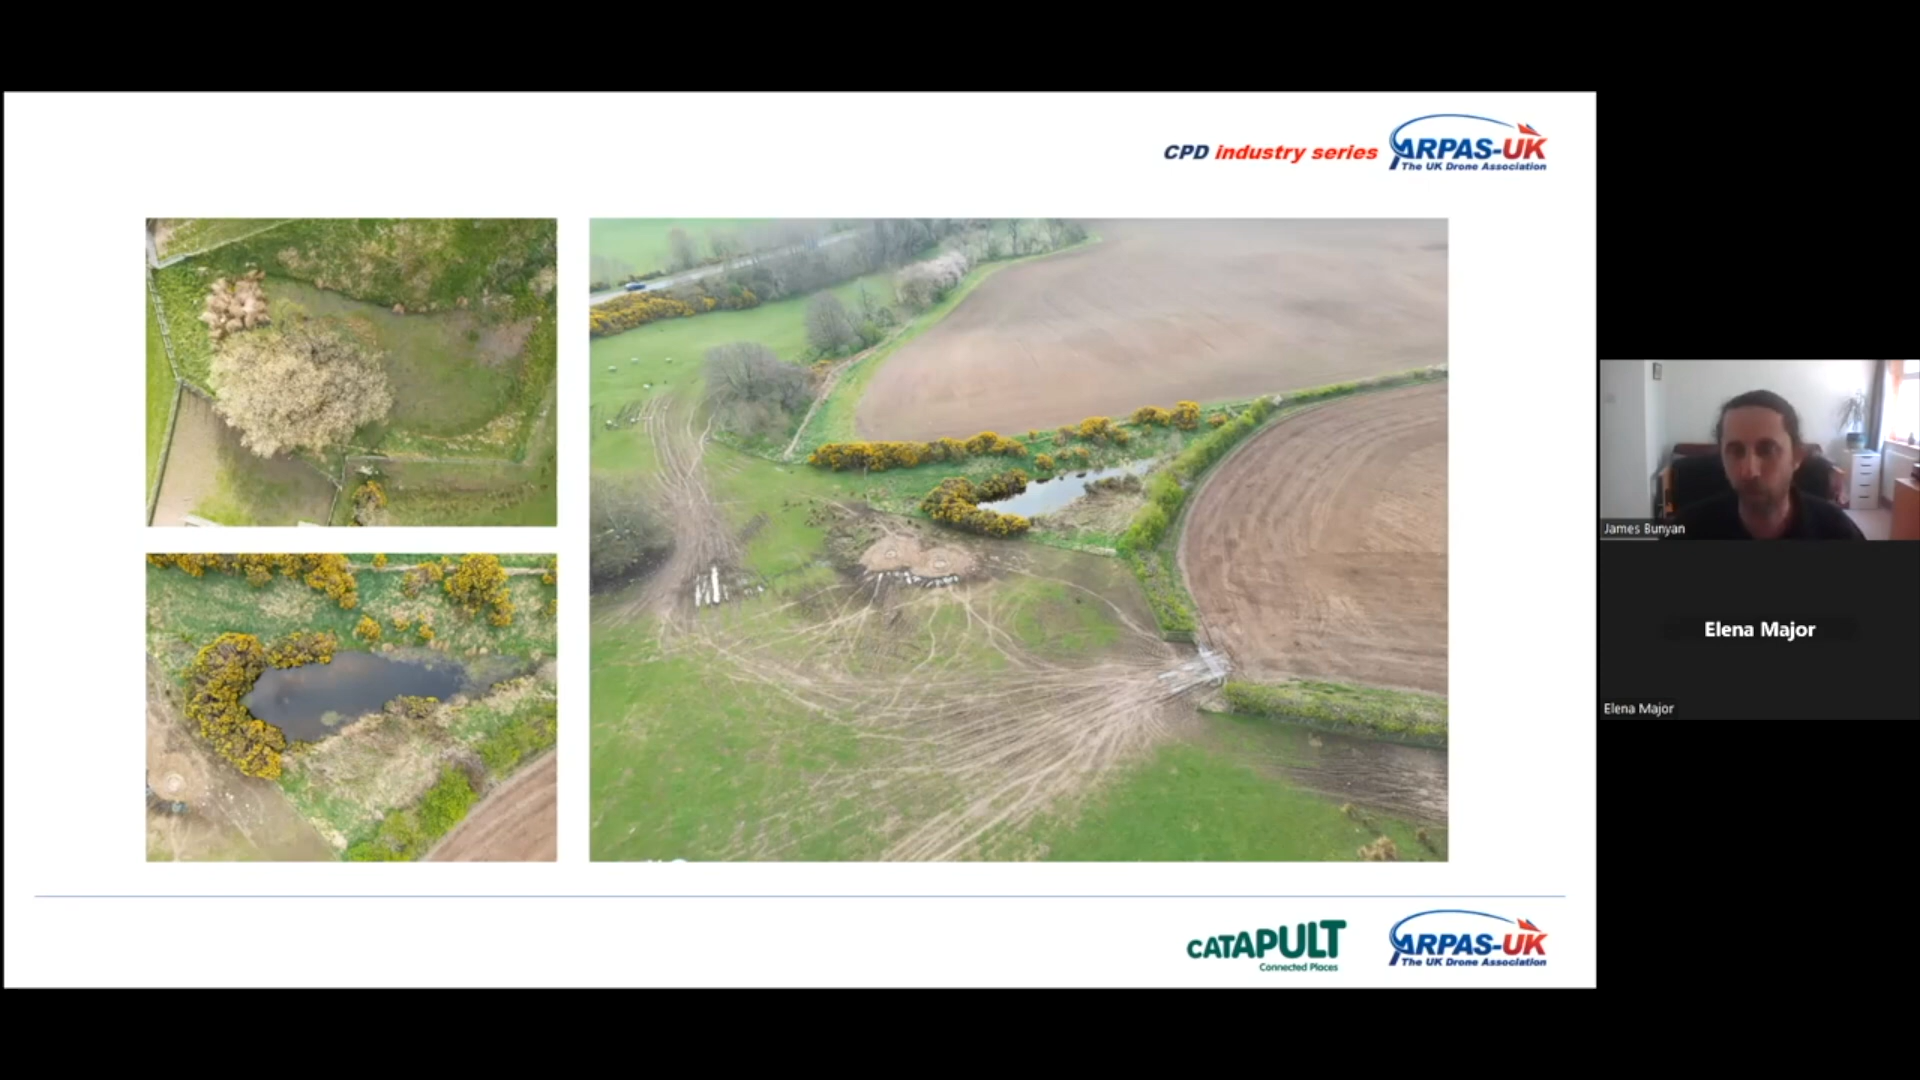 CPD industry series
ARPAS-UK
The UK Drone Association
James Bunyan
Elena Major
Elena Major
CATAPULT
Connected Places
ARPAS-UK
The UK Drone Association